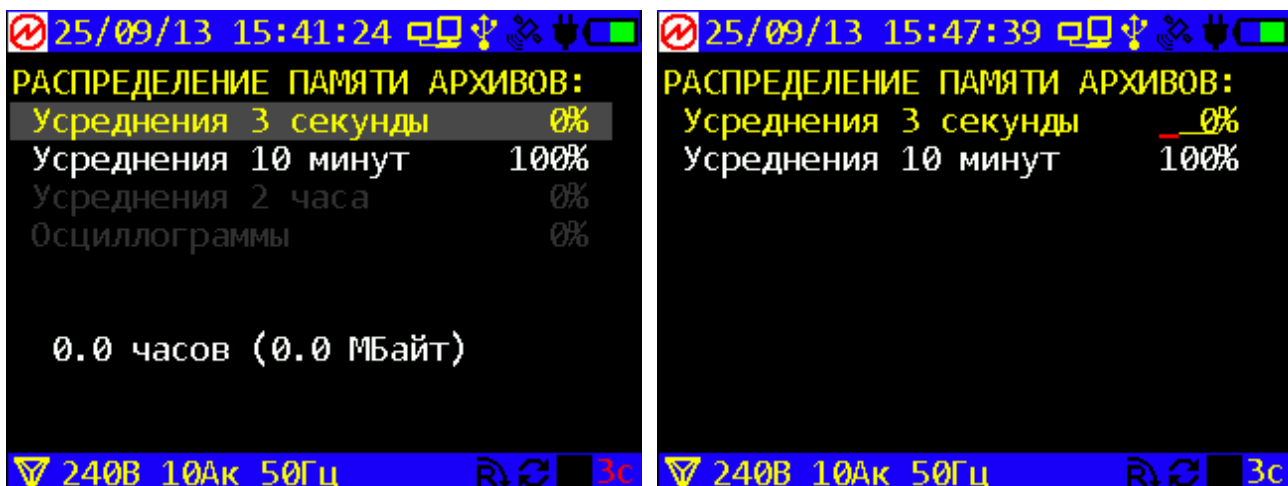 25/09/13 15:41:24
РАСПРЕДЕЛЕНИЕ ПАМЯТИ АРХИВОВ:
Усреднения 3 секунды 0%
Усреднения 10 минут 100%
Усреднения 2 часа 0%
Осциллограммы 0%
0.0 часов (0.0 МБайт)
240В 10Ак 50Гц R 3с
25/09/13 15:47:39
РАСПРЕДЕЛЕНИЕ ПАМЯТИ АРХИВОВ:
Усреднения 3 секунды __0%
Усреднения 10 минут 100%
240В 10Ак 50Гц R 3с